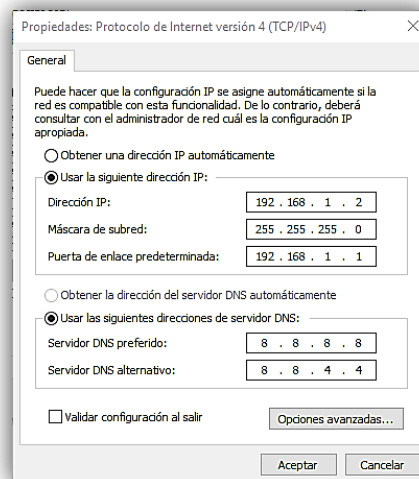 Propiedades: Protocolo de Internet versión 4 (TCP/IPv4)
General
Puede hacer que la configuración IP se asigne automáticamente si la
red es compatible con esta funcionalidad. De lo contrario, deberá
consultar con el administrador de red cuál es la configuración IP
apropiada.
Obtener una dirección IP automáticamente
Usar la siguiente dirección IP:
Dirección IP: 192 . 168 . 1 . 2
Máscara de subred: 255 . 255 . 255 . 0
Puerta de enlace predeterminada: 192 . 168 . 1 . 1
Obtener la dirección del servidor DNS automáticamente
Usar las siguientes direcciones de servidor DNS:
Servidor DNS preferido: 8 . 8 . 8 . 8
Servidor DNS alternativo: 8 . 8 . 4 . 4
Validar configuración al salir Opciones avanzadas...
Aceptar Cancelar